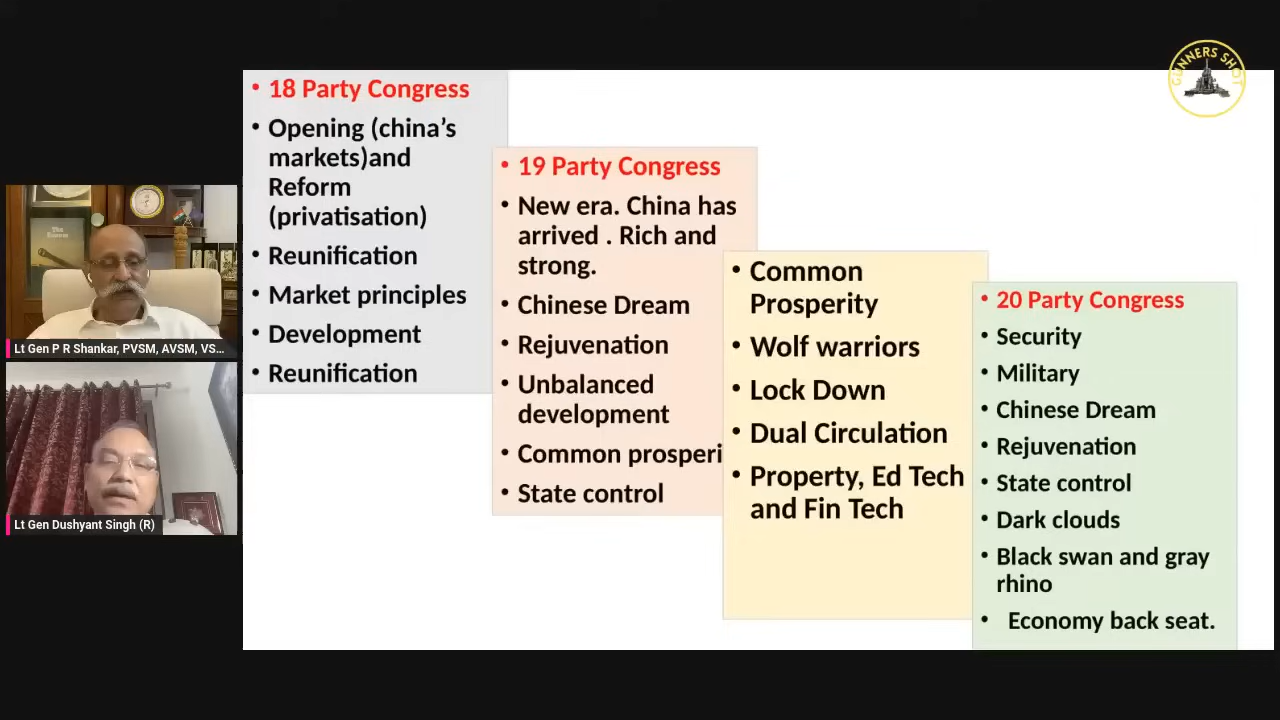 GUNNERS SHOT
• 18 Party Congress
• Opening (china’s
markets)and
Reform
(privatisation)
• Reunification
• Market principles
• Development
• Reunification
• 19 Party Congress
• New era. China has
arrived . Rich and
strong.
• Chinese Dream
• Rejuvenation
• Unbalanced
development
• Common prosperi
• State control
• Common
Prosperity
• Wolf warriors
• Lock Down
• Dual Circulation
• Property, Ed Tech
and Fin Tech
• 20 Party Congress
• Security
• Military
• Chinese Dream
• Rejuvenation
• State control
• Dark clouds
• Black swan and gray
rhino
• Economy back seat.
Lt Gen P R Shankar, PVSM, AVSM, VS...
Lt Gen Dushyant Singh (R)